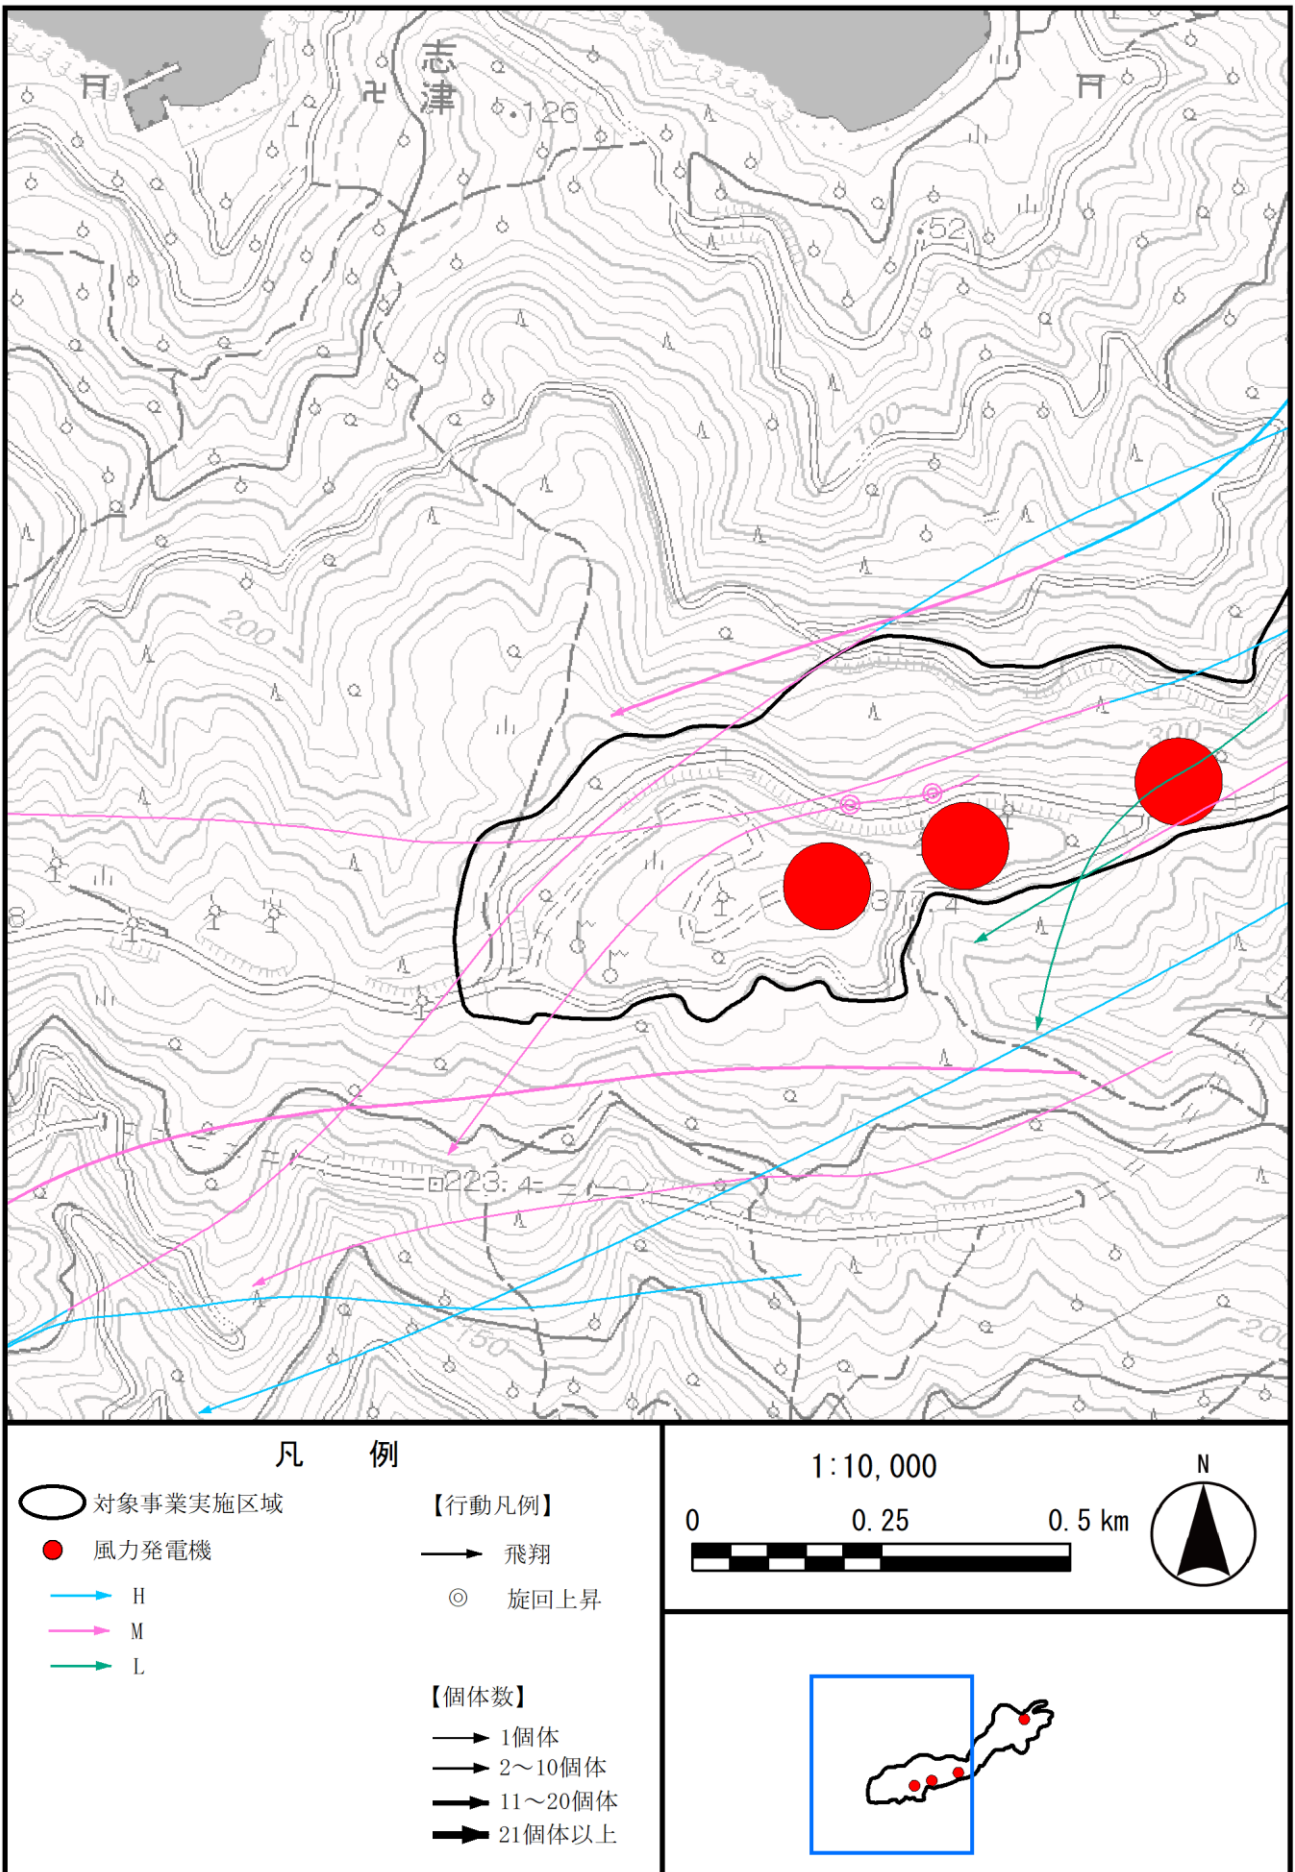 志津
126
52
100
200
300
377.4
8
223.4
150
200
凡 例
対象事業実施区域
風力発電機
H
M
L
【行動凡例】
飛翔
旋回上昇
【個体数】
1個体
2～10個体
11～20個体
21個体以上
1:10,000
0 0.25 0.5 km
N